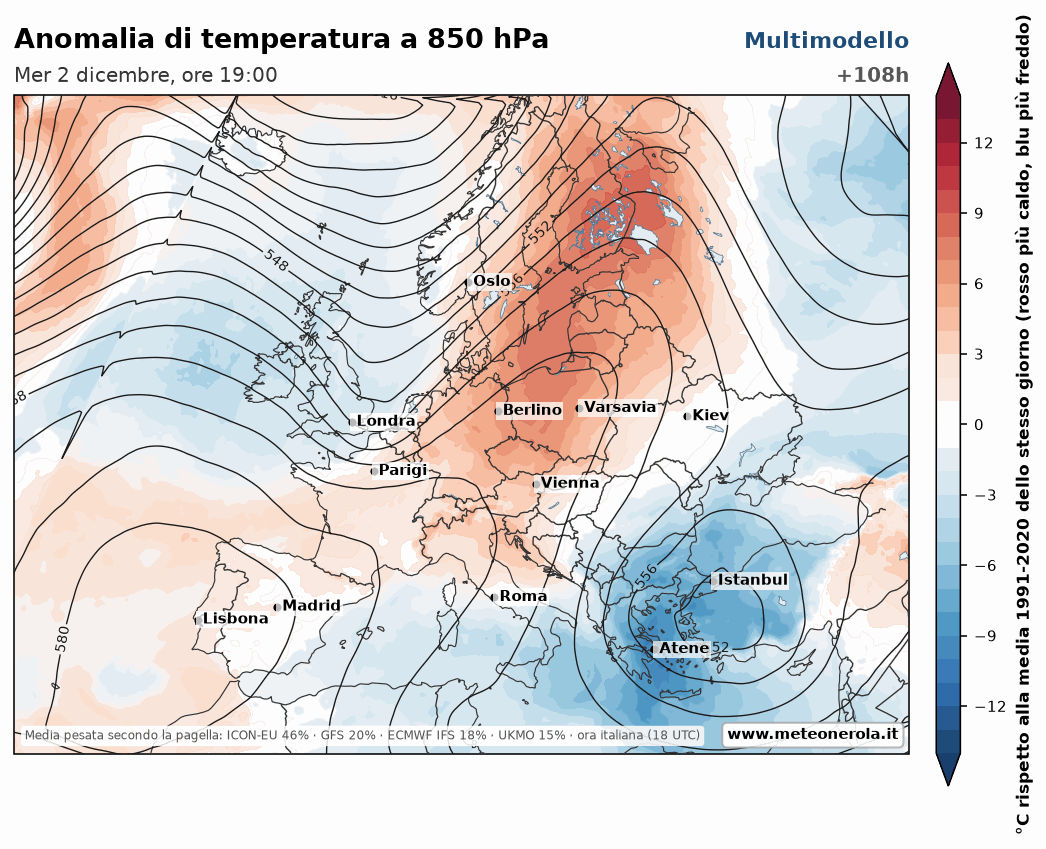 Anomalia di temperatura a 850 hPa
Multimodello
Mer 2 dicembre, ore 19:00
+108h
548
552
Oslo
Berlino
Varsavia
Kiev
Londra
Parigi
Vienna
556
Istanbul
Madrid
Roma
Lisbona
580
Atene
52
Media pesata secondo la pagella: ICON-EU 46% · GFS 20% · ECMWF IFS 18% · UKMO 15% · ora italiana (18 UTC)
www.meteonerola.it
12
9
6
3
0
−3
−6
−9
−12
°C rispetto alla media 1991-2020 dello stesso giorno (rosso più caldo, blu più freddo)